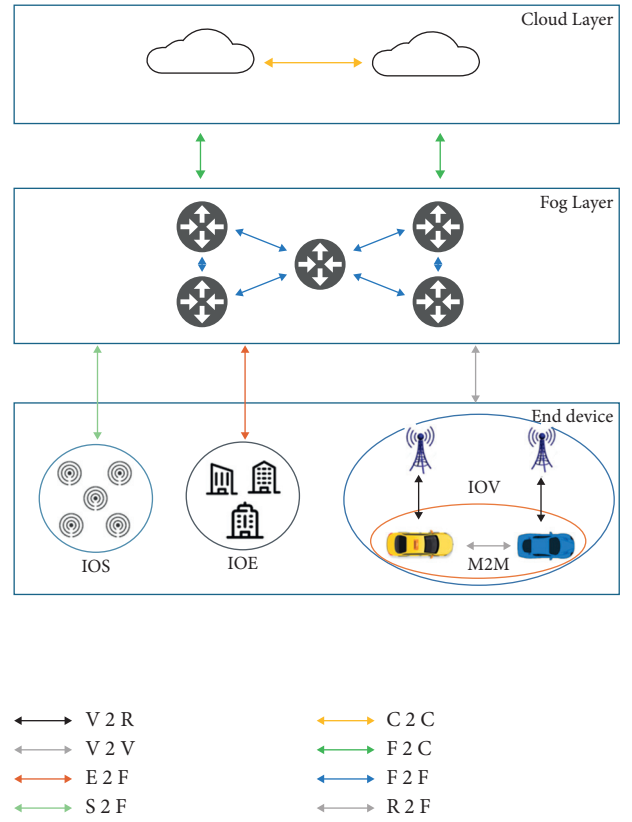 Cloud Layer
Fog Layer
End device
IOV
M2M
IOS
IOE
V 2 R
V 2 V
E 2 F
S 2 F
C 2 C
F 2 C
F 2 F
R 2 F